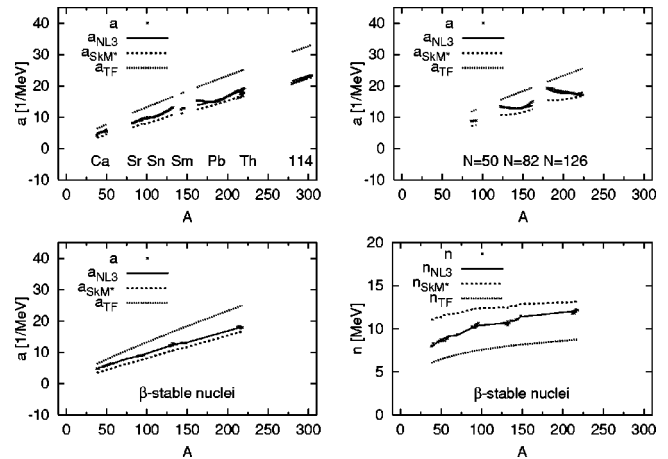 40
30
20
10
0
-10
a [1/MeV]
a
a_NL3
a_SkM*
a_TF
Ca Sr Sn Sm Pb Th 114
0 50 100 150 200 250 300
A
40
30
20
10
0
-10
a [1/MeV]
a
a_NL3
a_SkM*
a_TF
N=50 N=82 N=126
0 50 100 150 200 250 300
A
40
30
20
10
0
-10
a [1/MeV]
a
a_NL3
a_SkM*
a_TF
β-stable nuclei
0 50 100 150 200 250 300
A
20
15
10
5
0
n [MeV]
n
n_NL3
n_SkM*
n_TF
β-stable nuclei
0 50 100 150 200 250 300
A